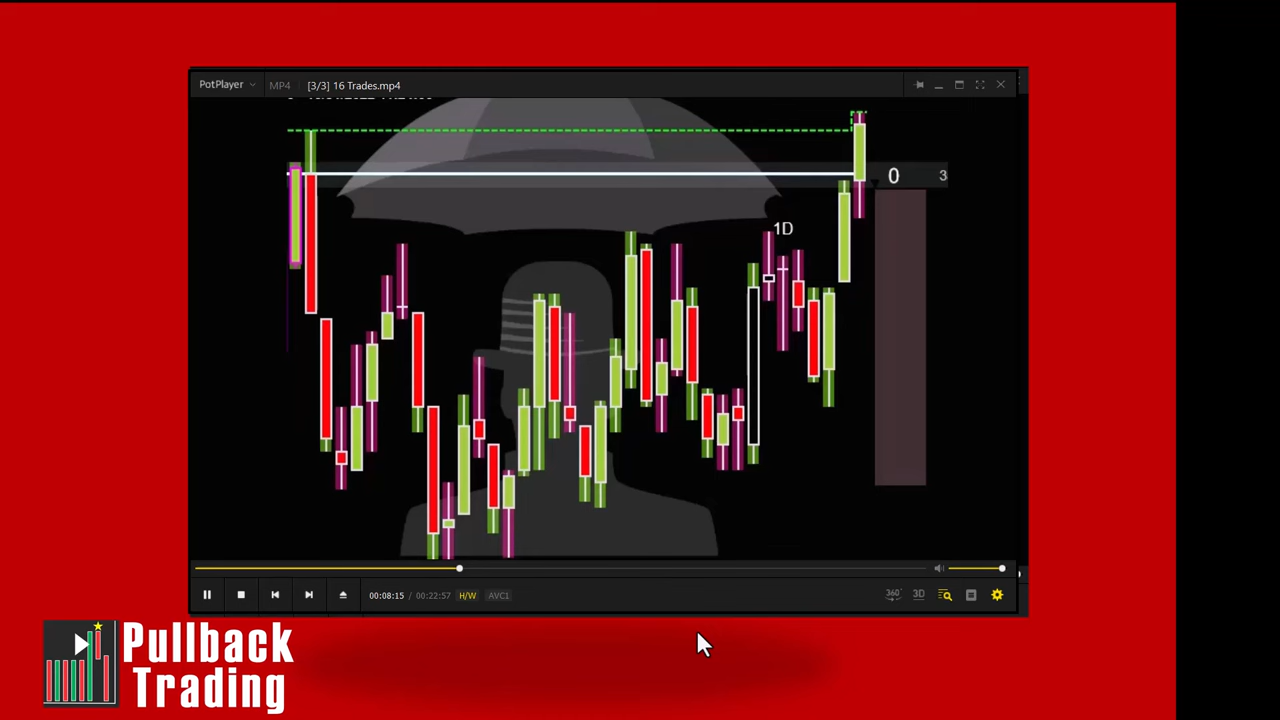 PotPlayer MP4 [3/3] 16 Trades.mp4
0 3
1D
00:08:15 / 00:22:57 H/W AVC1 360° 3D
Pullback
Trading